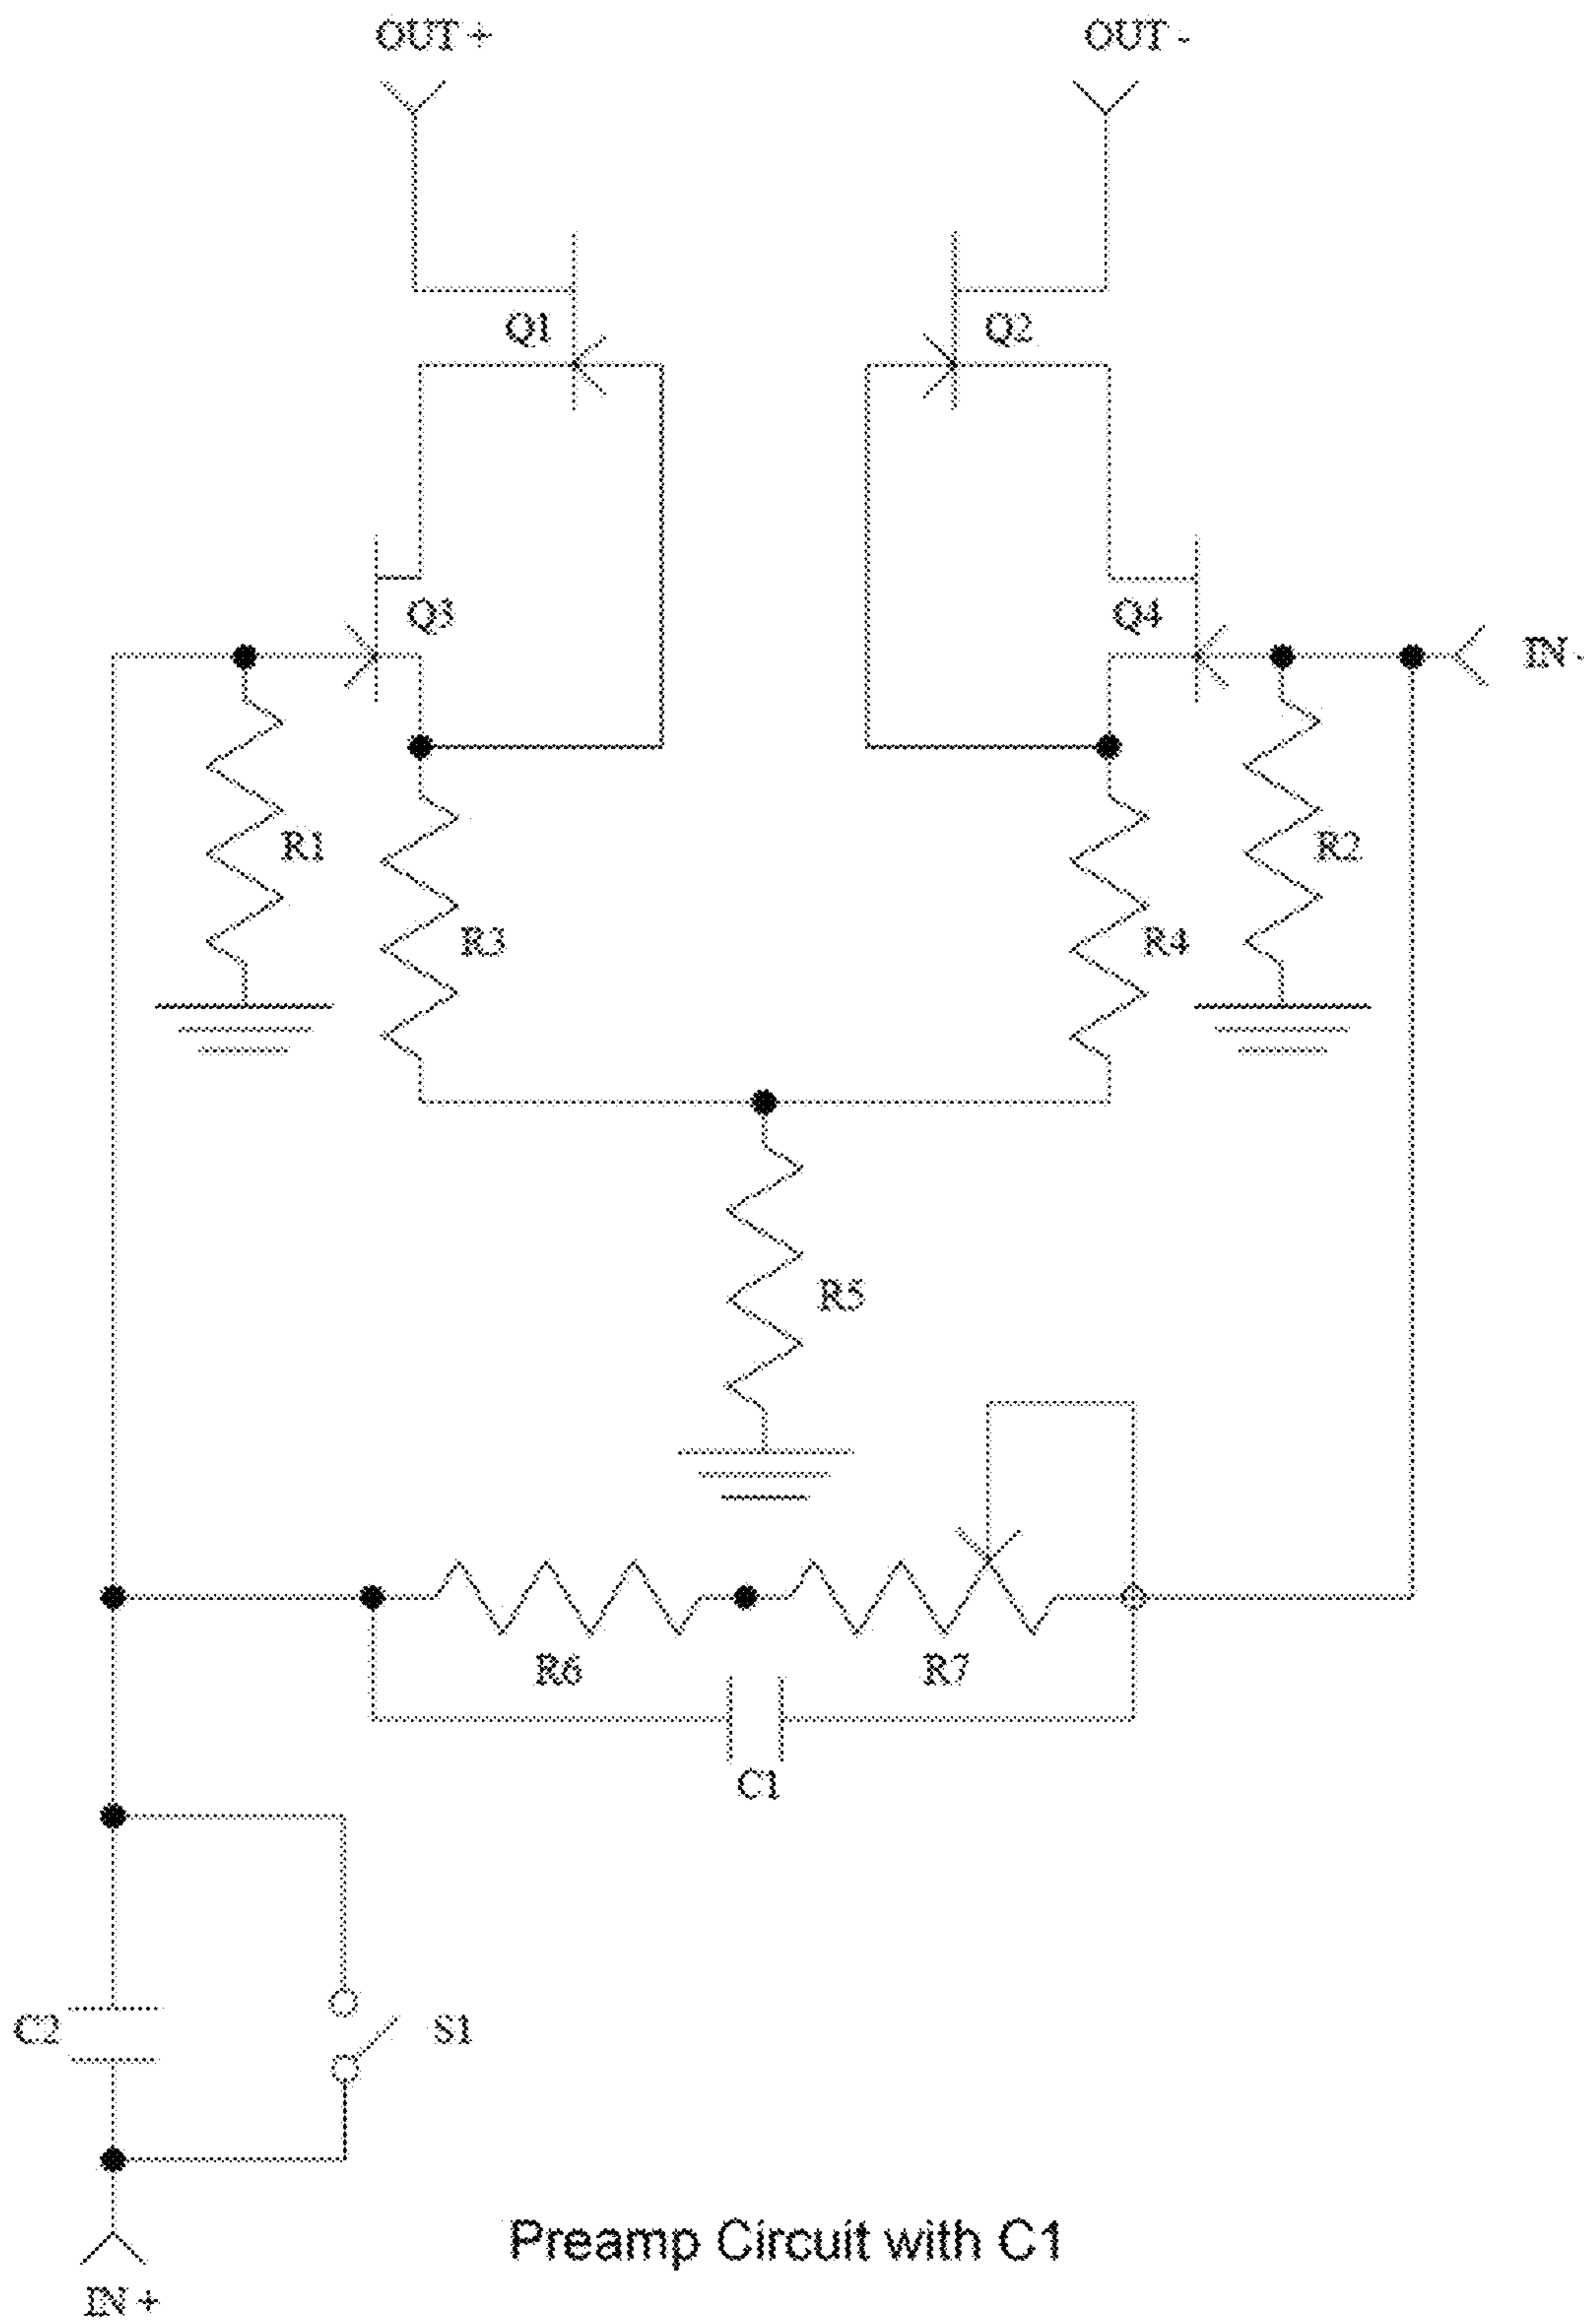 OUT +
OUT -
Q1
Q2
Q3
Q4
IN -
R1
R2
R3
R4
R5
R6
R7
C1
C2
S1
Preamp Circuit with C1
IN +